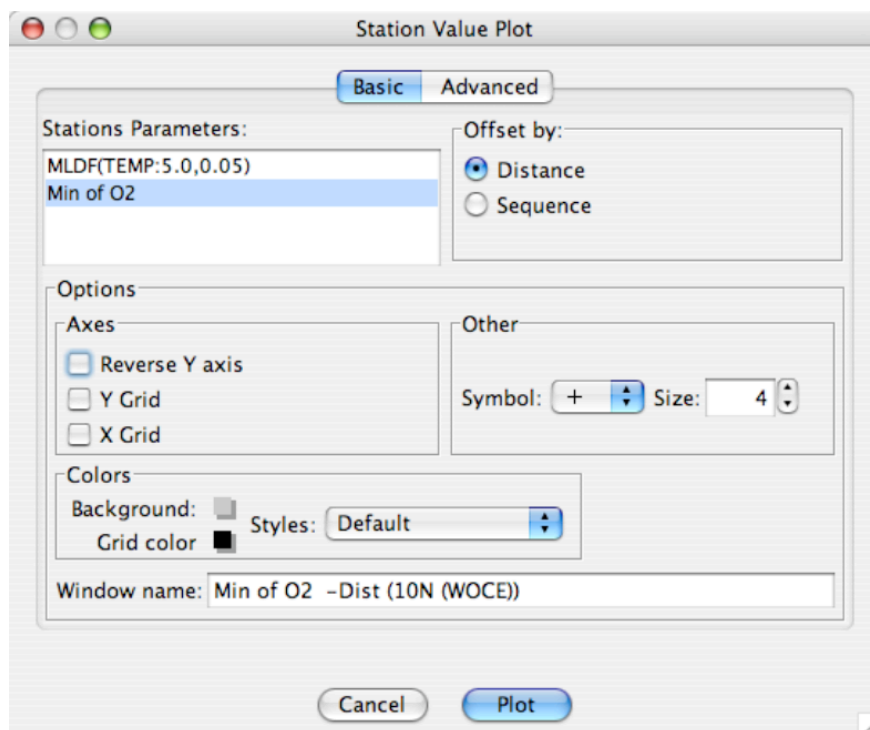 Station Value Plot
Basic Advanced
Stations Parameters:
MLDF(TEMP:5.0,0.05)
Min of O2
Offset by:
Distance
Sequence
Options
Axes
Reverse Y axis
Y Grid
X Grid
Other
Symbol: + Size: 4
Colors
Background:
Grid color
Styles: Default
Window name: Min of O2 –Dist (10N (WOCE))
Cancel Plot